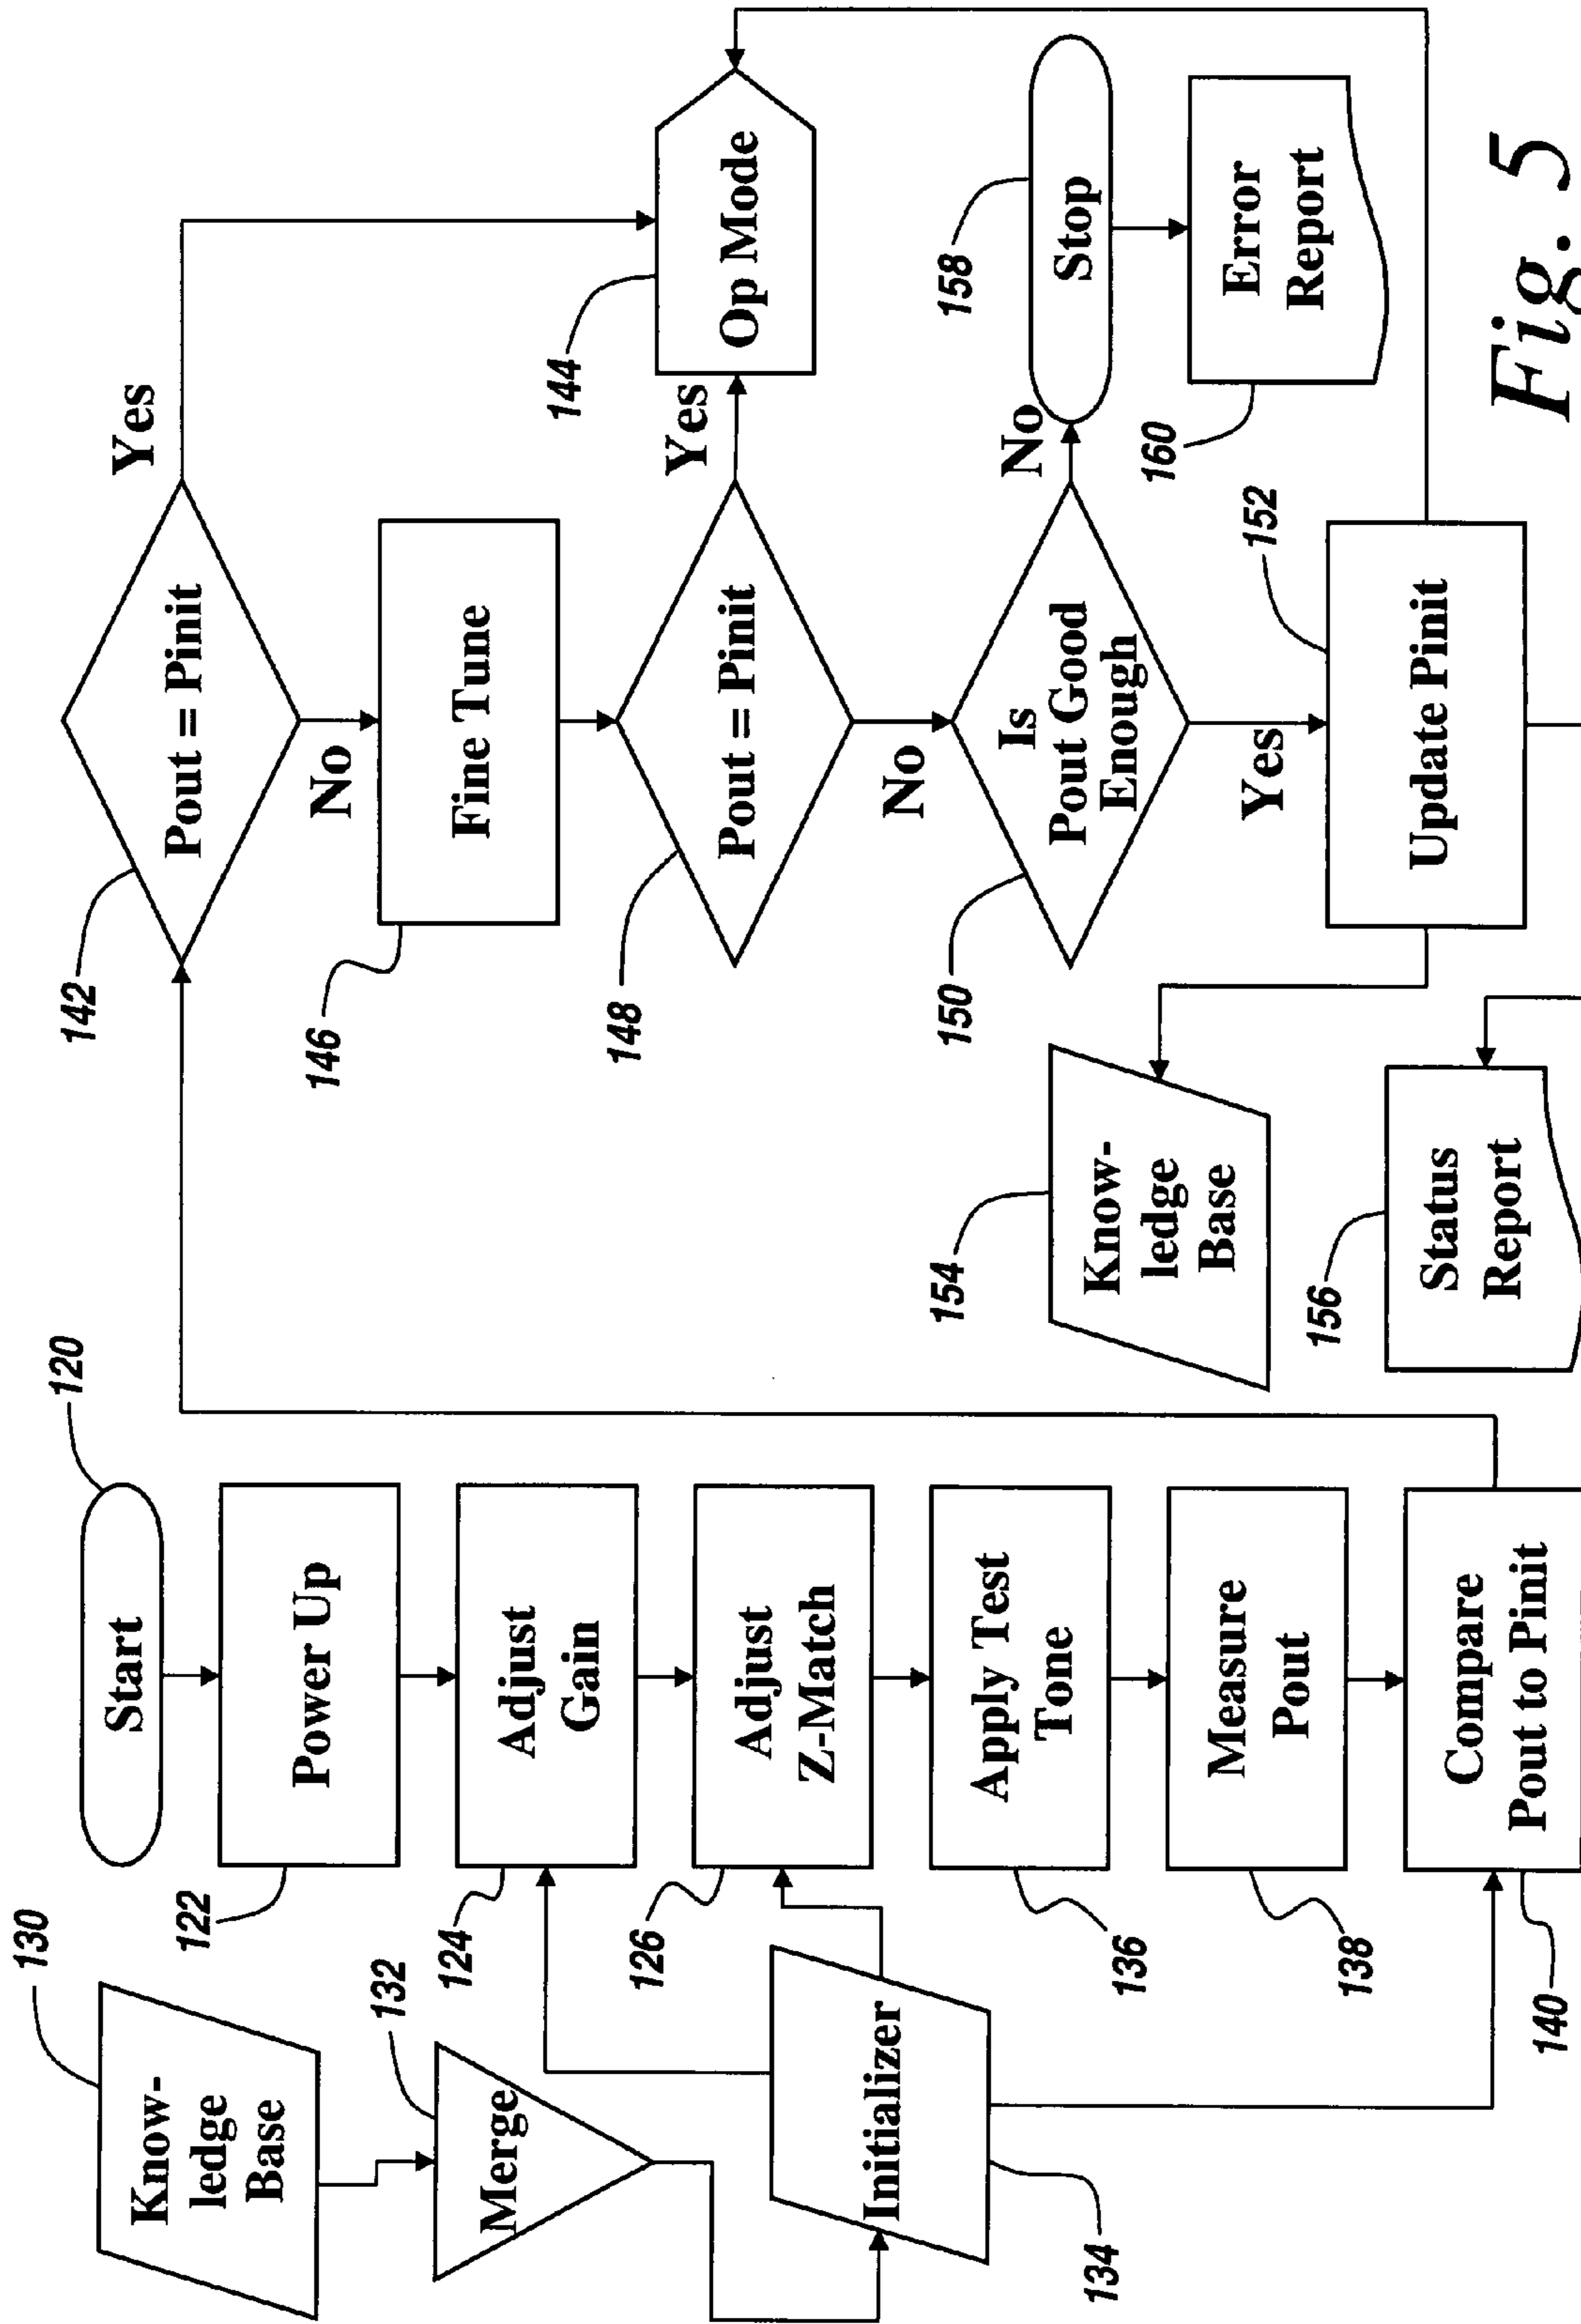 130
Know-
ledge
Base
132
Merge
Initializer
134
120
Start
122
Power Up
124
Adjust
Gain
126
Adjust
Z-Match
136
Apply Test
Tone
138
Measure
Pout
140
Compare
Pout to Pinit
142
Pout = Pinit
Yes
No
146
Fine Tune
148
Pout = Pinit
Yes
144
Op Mode
No
150
Is
Pout Good
Enough
No
158
Stop
160
Error
Report
Yes
152
Update Pinit
154
Know-
ledge
Base
156
Status
Report
Fig. 5